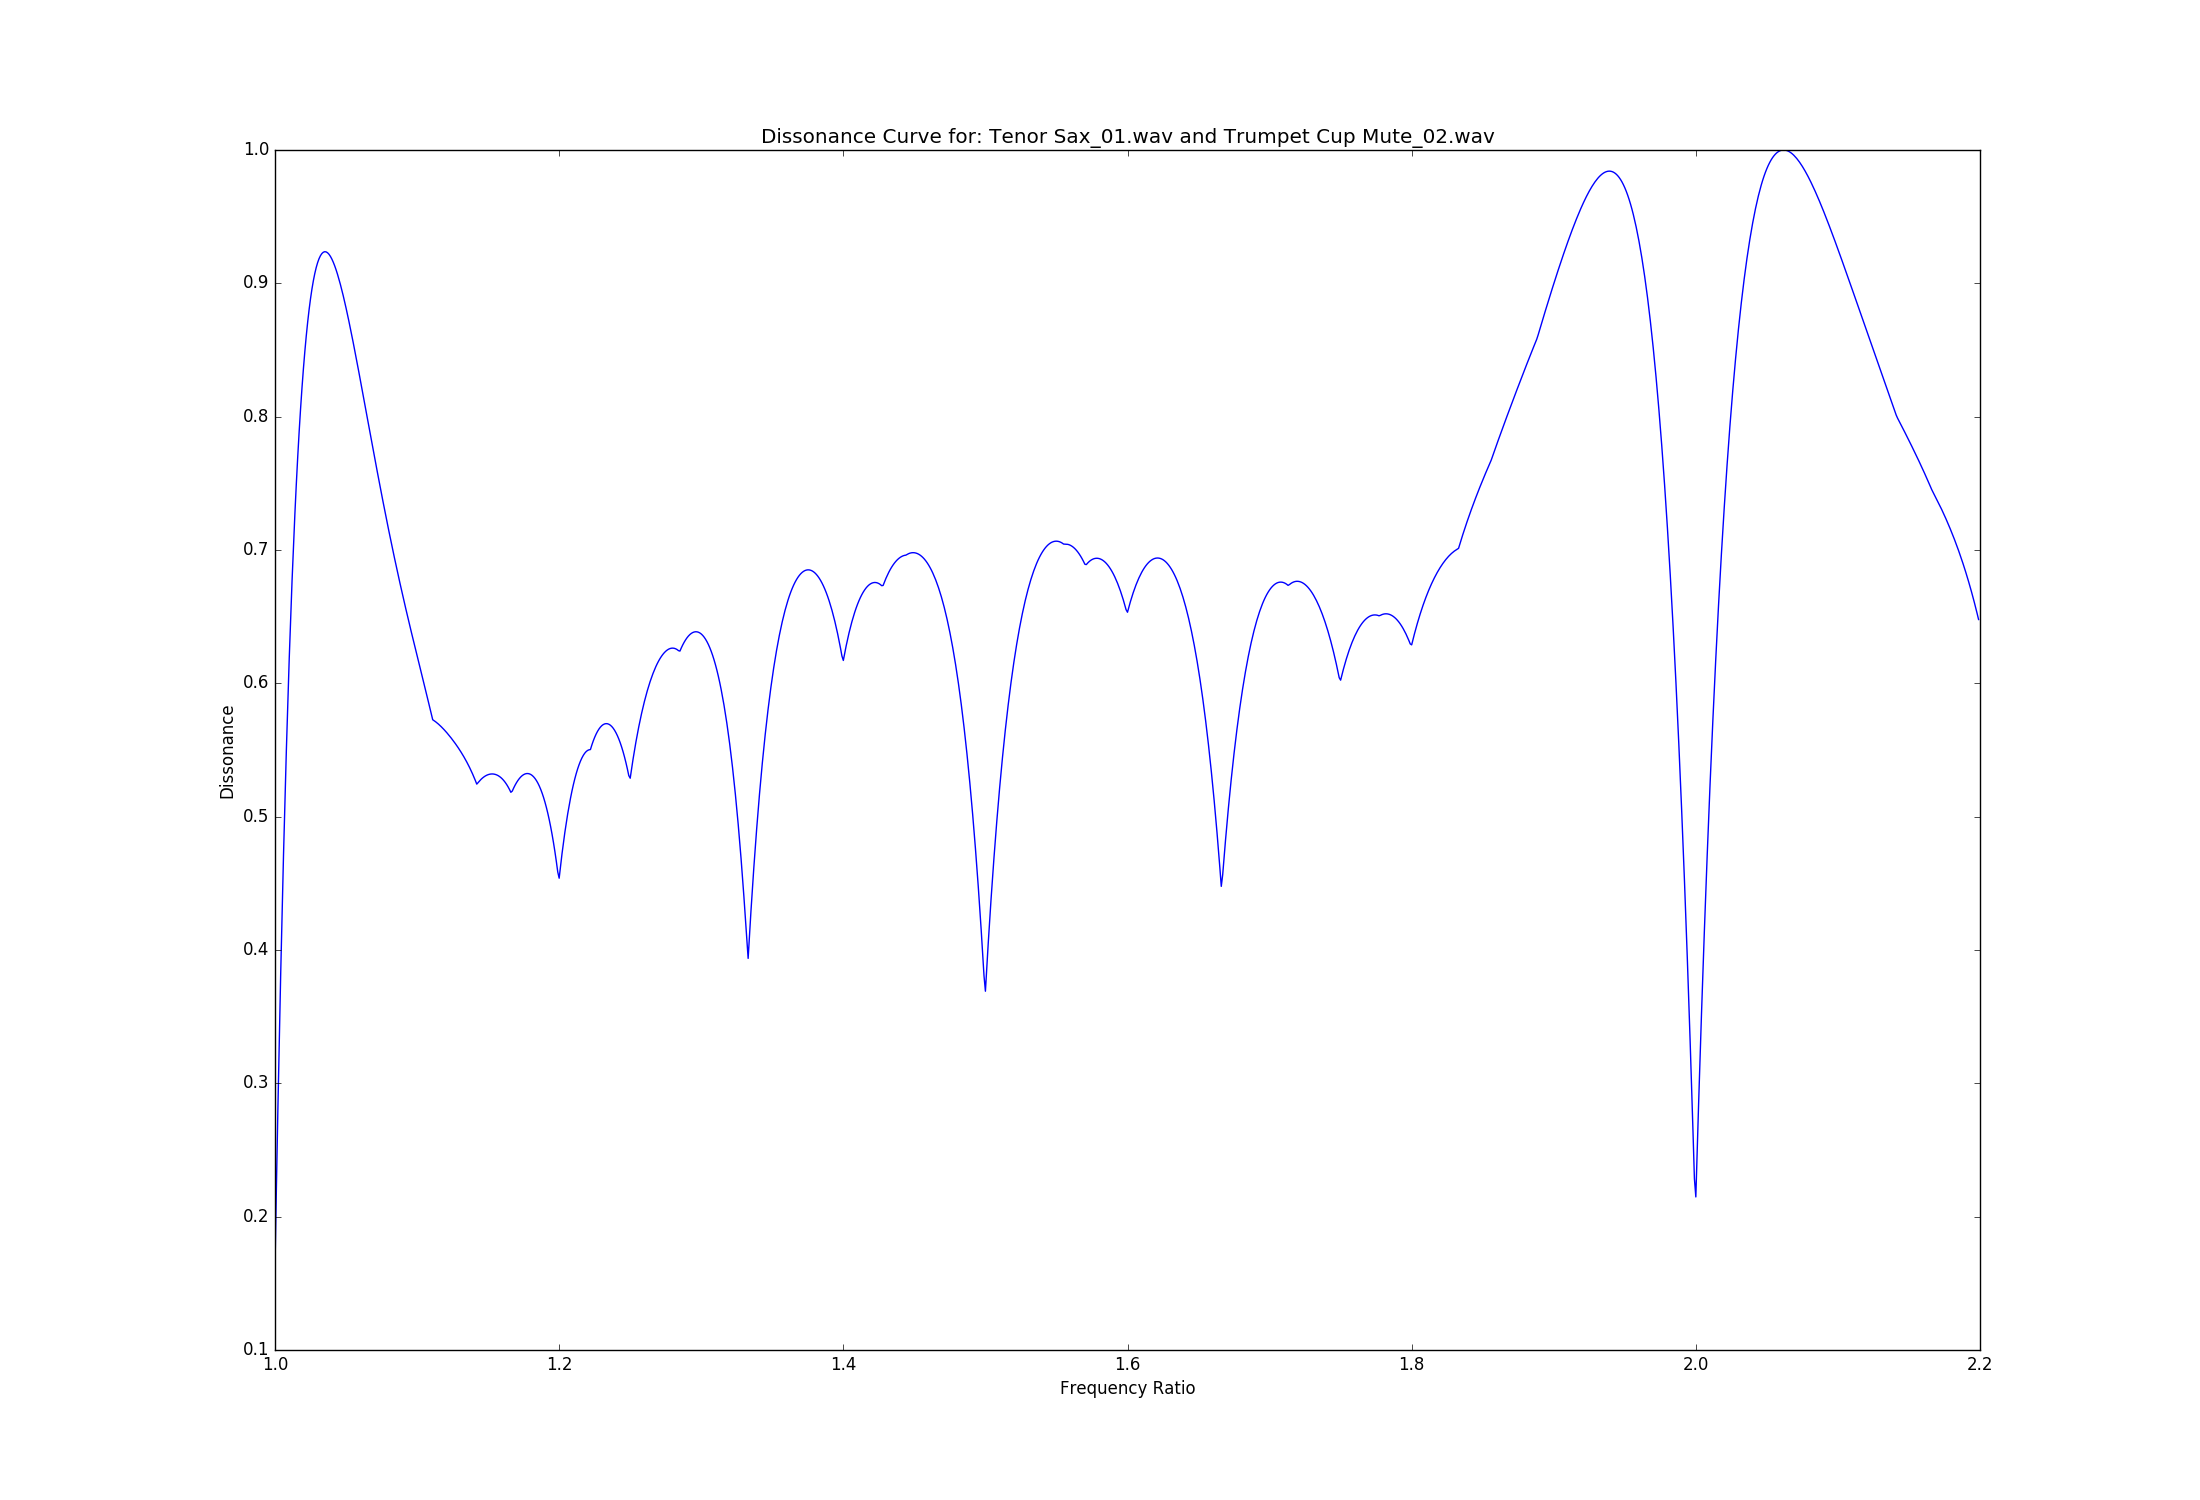 Dissonance Curve for: Tenor Sax_01.wav and Trumpet Cup Mute_02.wav
1.0
0.9
0.8
0.7
0.6
0.5
0.4
0.3
0.2
0.1
Dissonance
1.0 1.2 1.4 1.6 1.8 2.0 2.2
Frequency Ratio